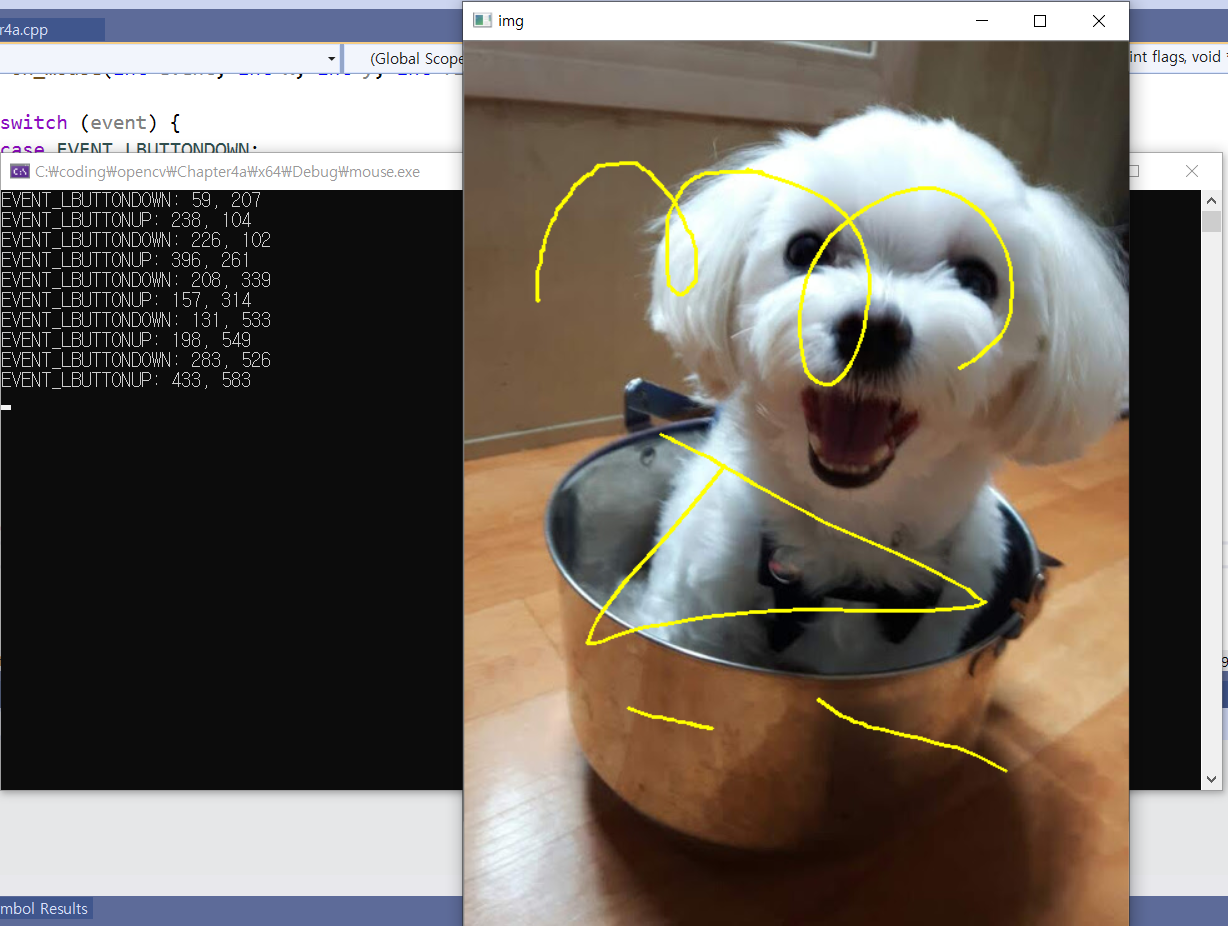 r4a.cpp
img
(Global Scope
int flags, void *
switch (event) {
case EVENT_LBUTTONDOWN:
C:\coding\opencv\Chapter4a\x64\Debug\mouse.exe
EVENT_LBUTTONDOWN: 59, 207
EVENT_LBUTTONUP: 238, 104
EVENT_LBUTTONDOWN: 226, 102
EVENT_LBUTTONUP: 396, 261
EVENT_LBUTTONDOWN: 208, 339
EVENT_LBUTTONUP: 157, 314
EVENT_LBUTTONDOWN: 131, 533
EVENT_LBUTTONUP: 198, 549
EVENT_LBUTTONDOWN: 283, 526
EVENT_LBUTTONUP: 433, 583
mbol Results